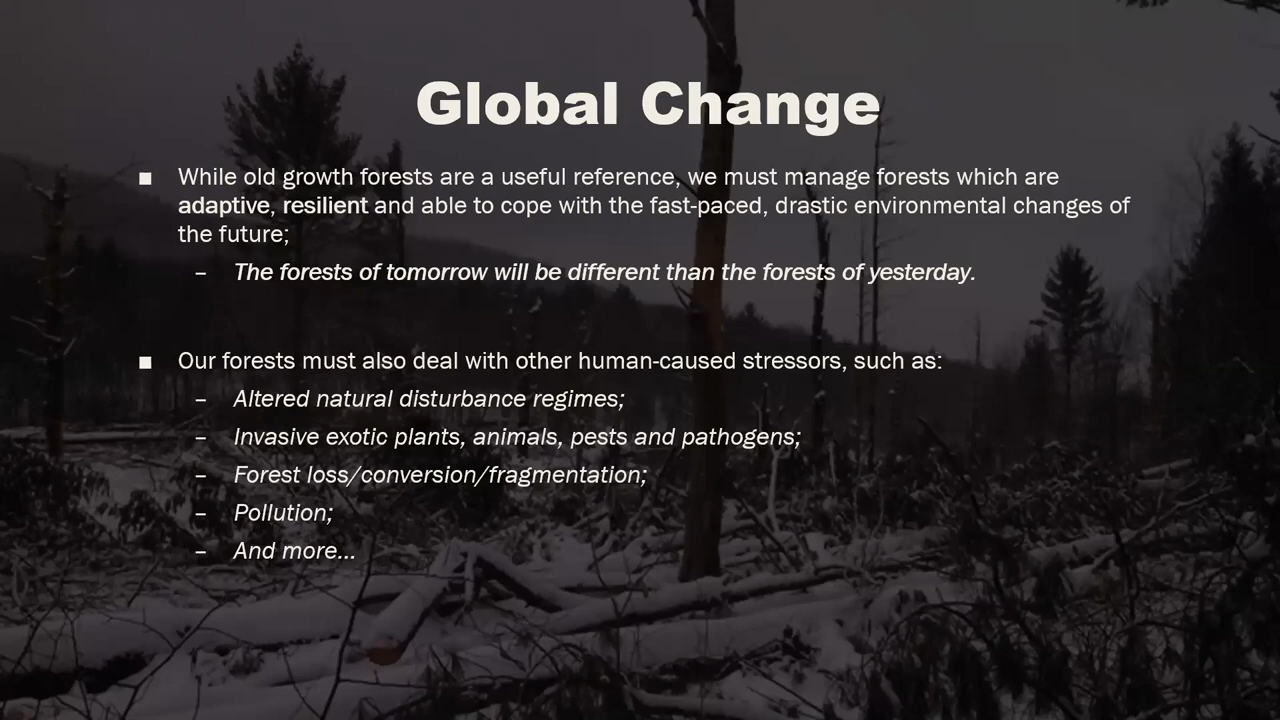 Global Change
■ While old growth forests are a useful reference, we must manage forests which are
adaptive, resilient and able to cope with the fast-paced, drastic environmental changes of
the future;
– The forests of tomorrow will be different than the forests of yesterday.
■ Our forests must also deal with other human-caused stressors, such as:
– Altered natural disturbance regimes;
– Invasive exotic plants, animals, pests and pathogens;
– Forest loss/conversion/fragmentation;
– Pollution;
– And more...